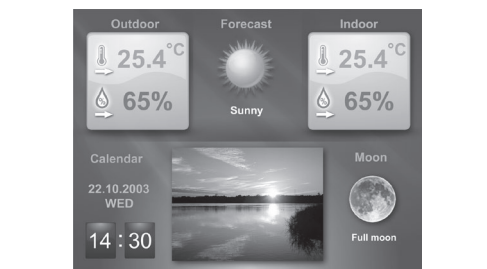 Outdoor
Forecast
Indoor
25.4°C
65%
Sunny
25.4°C
65%
Calendar
22.10.2003
WED
14:30
Moon
Full moon